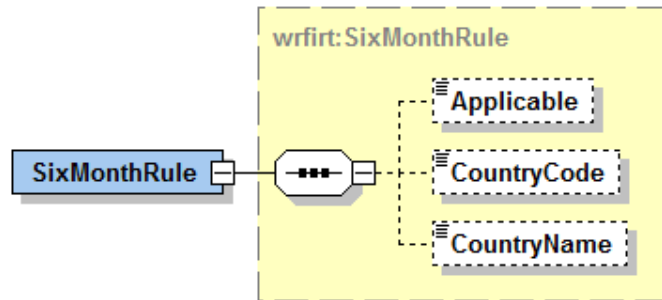 wrfirt:SixMonthRule
Applicable
SixMonthRule
CountryCode
CountryName